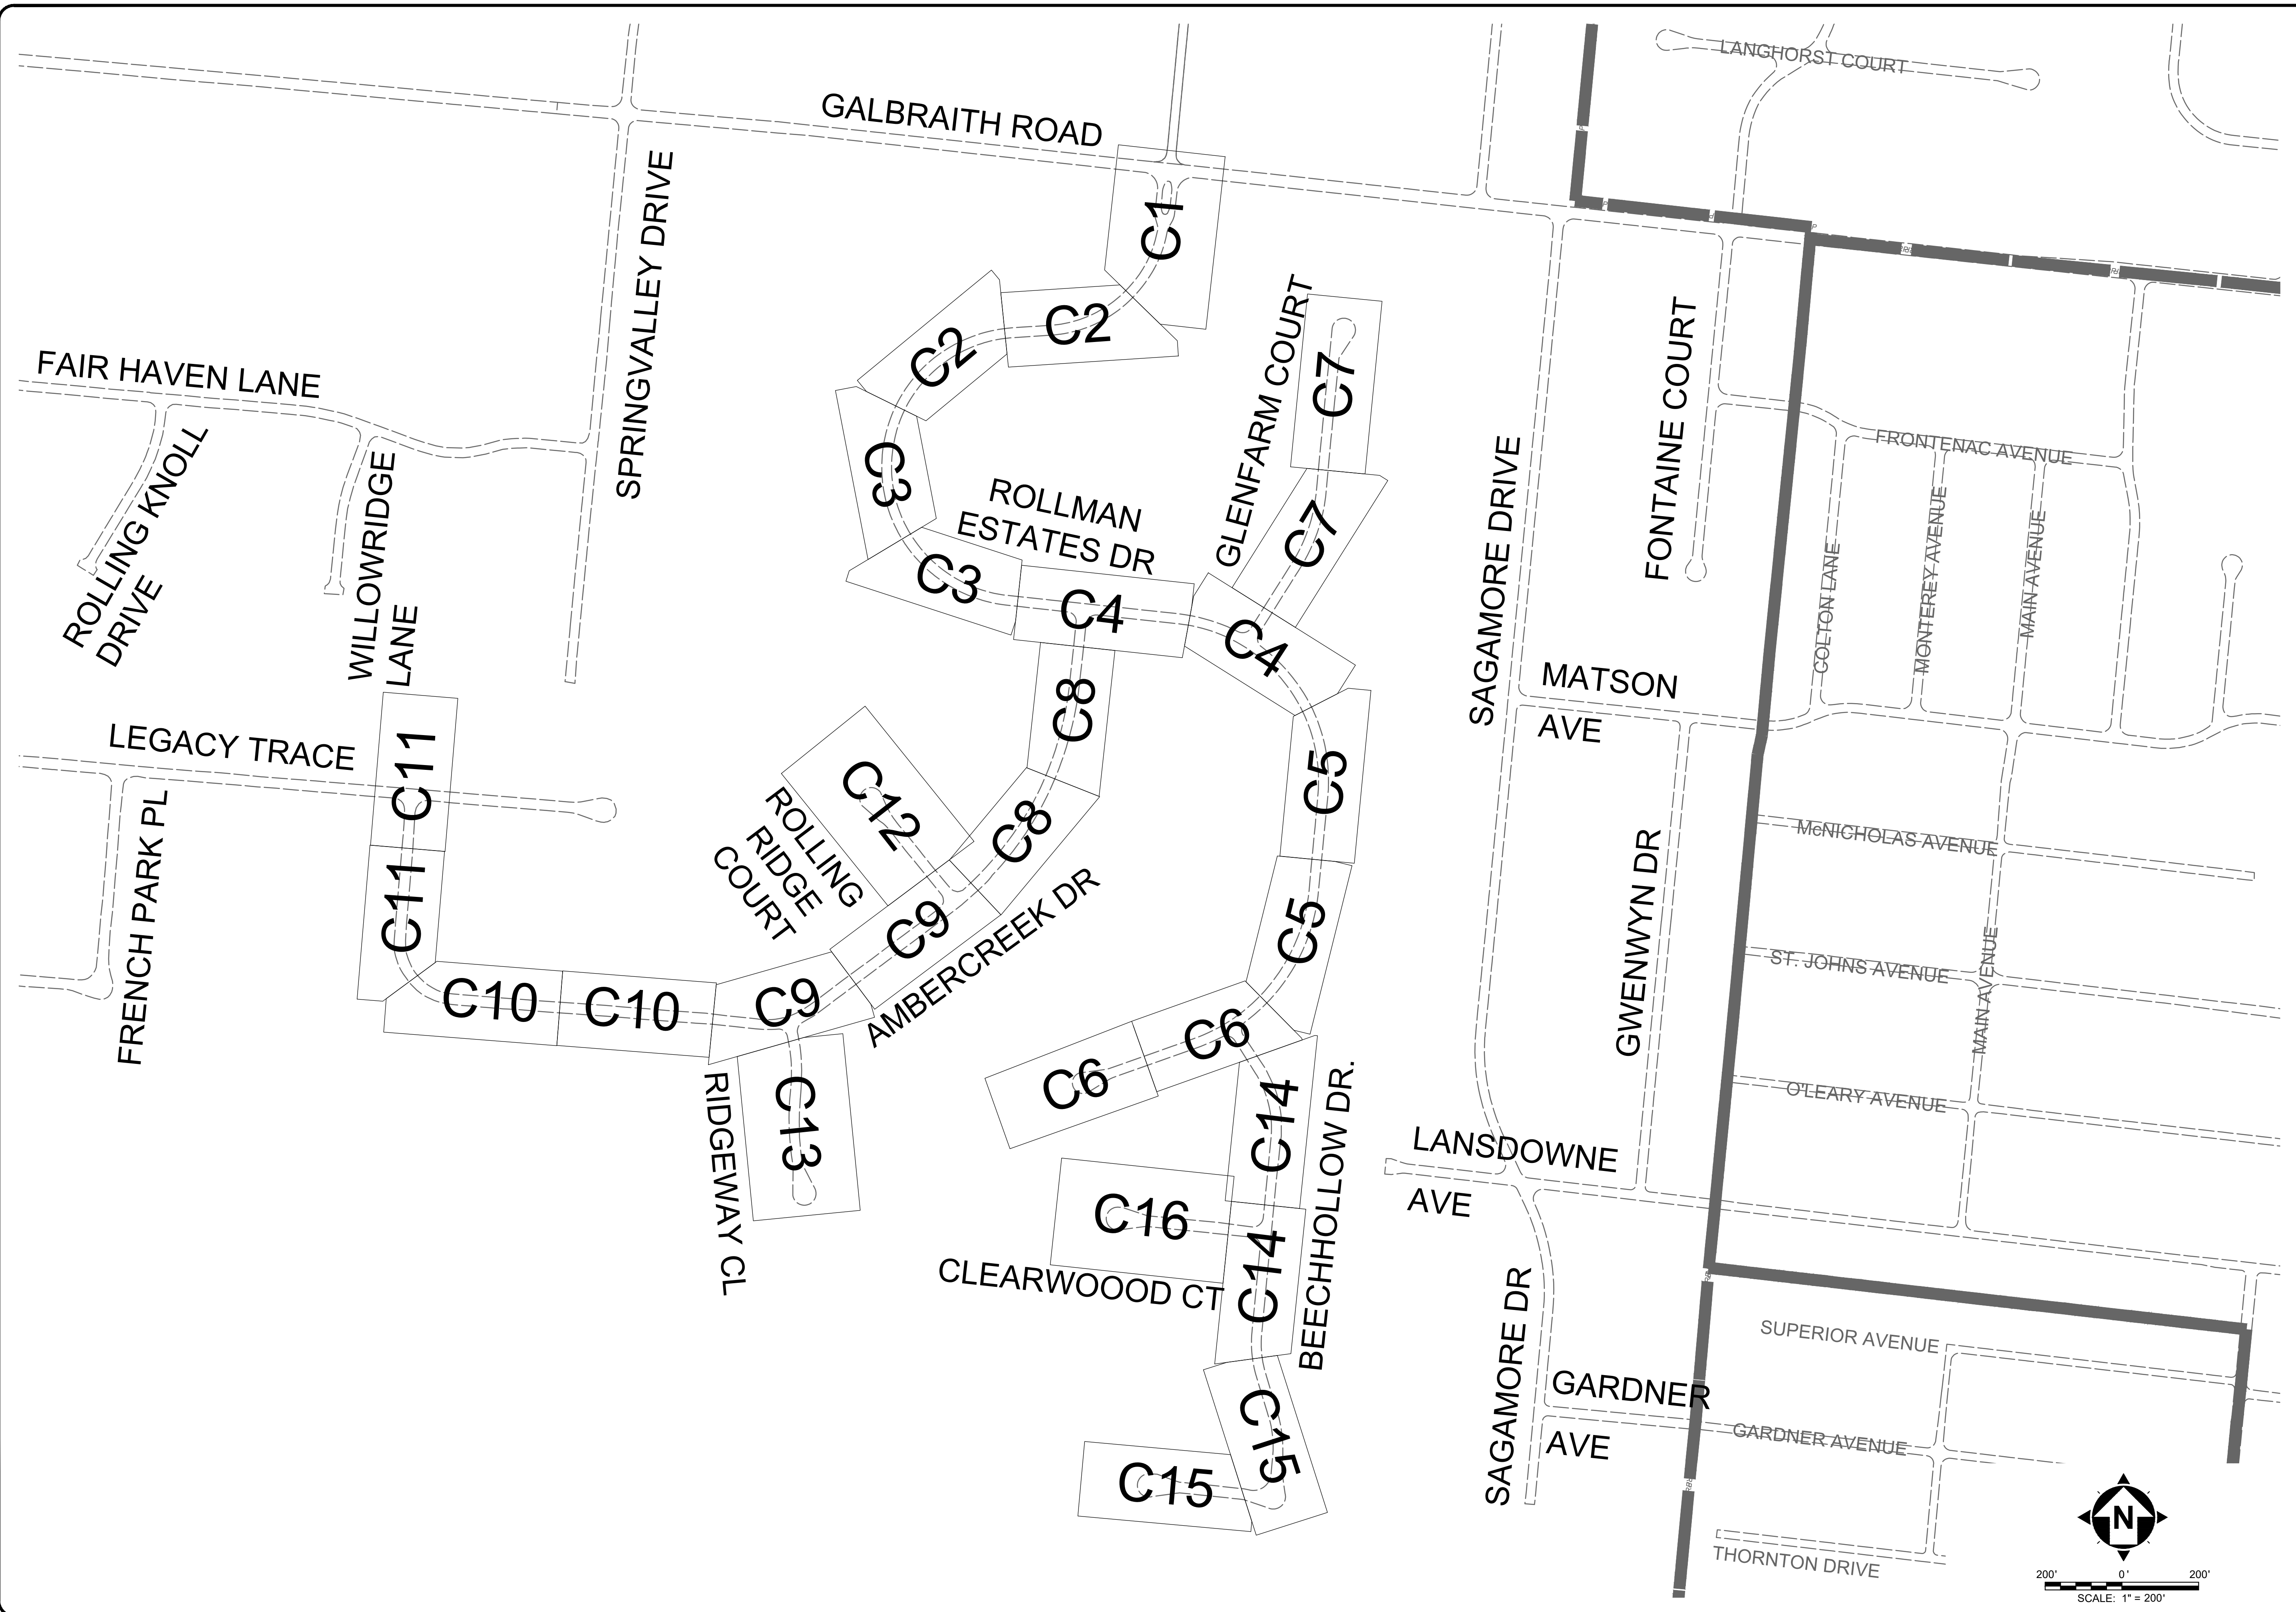 LANGHORST COURT
GALBRAITH ROAD
SPRINGVALLEY DRIVE
C1
C2
C2
GLENFARM COURT
C7
FONTAINE COURT
FAIR HAVEN LANE
ROLLING KNOLL
DRIVE
WILLOWRIDGE
LANE
C3
ROLLMAN
ESTATES DR
C7
SAGAMORE DRIVE
FRONTENAC AVENUE
COLTON LANE
MONTEREY AVENUE
MAIN AVENUE
C3
C4
C4
MATSON
AVE
C8
LEGACY TRACE
C11
C12
C5
ROLLING
RIDGE
COURT
C8
McNICHOLAS AVENUE
FRENCH PARK PL
C11
C9
AMBERCREEK DR
C5
GWENWYN DR
ST. JOHNS AVENUE
MAIN AVENUE
C10
C10
C9
C6
C6
O'LEARY AVENUE
RIDGEWAY CL
C13
C14
BEECHHOLLOW DR.
LANSDOWNE
AVE
C16
CLEARWOOOD CT
C14
SAGAMORE DR
SUPERIOR AVENUE
GARDNER
AVE
GARDNER AVENUE
C15
C15
THORNTON DRIVE
N
200' 0' 200'
SCALE: 1" = 200'